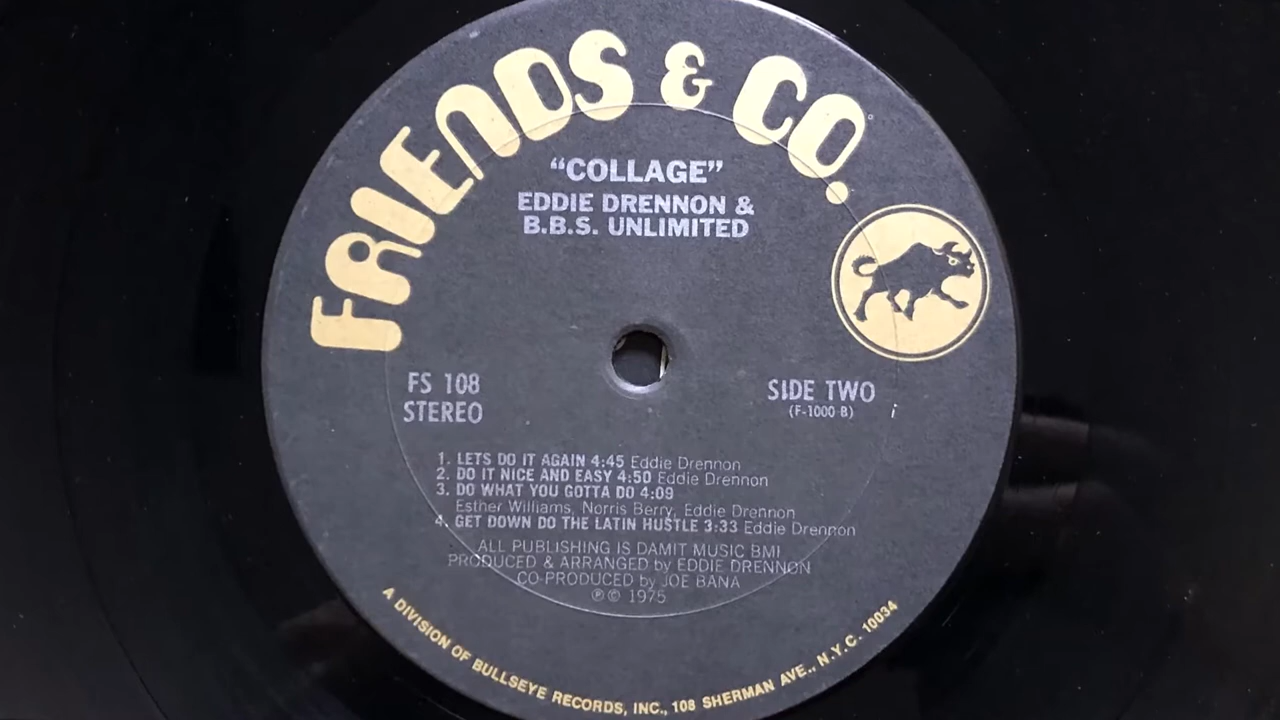 FRIENDS & CO.
“COLLAGE”
EDDIE DRENNON &
B.B.S. UNLIMITED
FS 108
STEREO
SIDE TWO
(F-1000 B)
1. LETS DO IT AGAIN 4:45 Eddie Drennon
2. DO IT NICE AND EASY 4:50 Eddie Drennon
3. DO WHAT YOU GOTTA DO 4:09
Esther Williams, Norris Berry, Eddie Drennon
4. GET DOWN DO THE LATIN HUSTLE 3:33 Eddie Drennon
ALL PUBLISHING IS DAMIT MUSIC BMI
PRODUCED & ARRANGED by EDDIE DRENNON
CO-PRODUCED by JOE BANA
℗© 1975
A DIVISION OF BULLSEYE RECORDS, INC., 108 SHERMAN AVE., N.Y.C. 10034